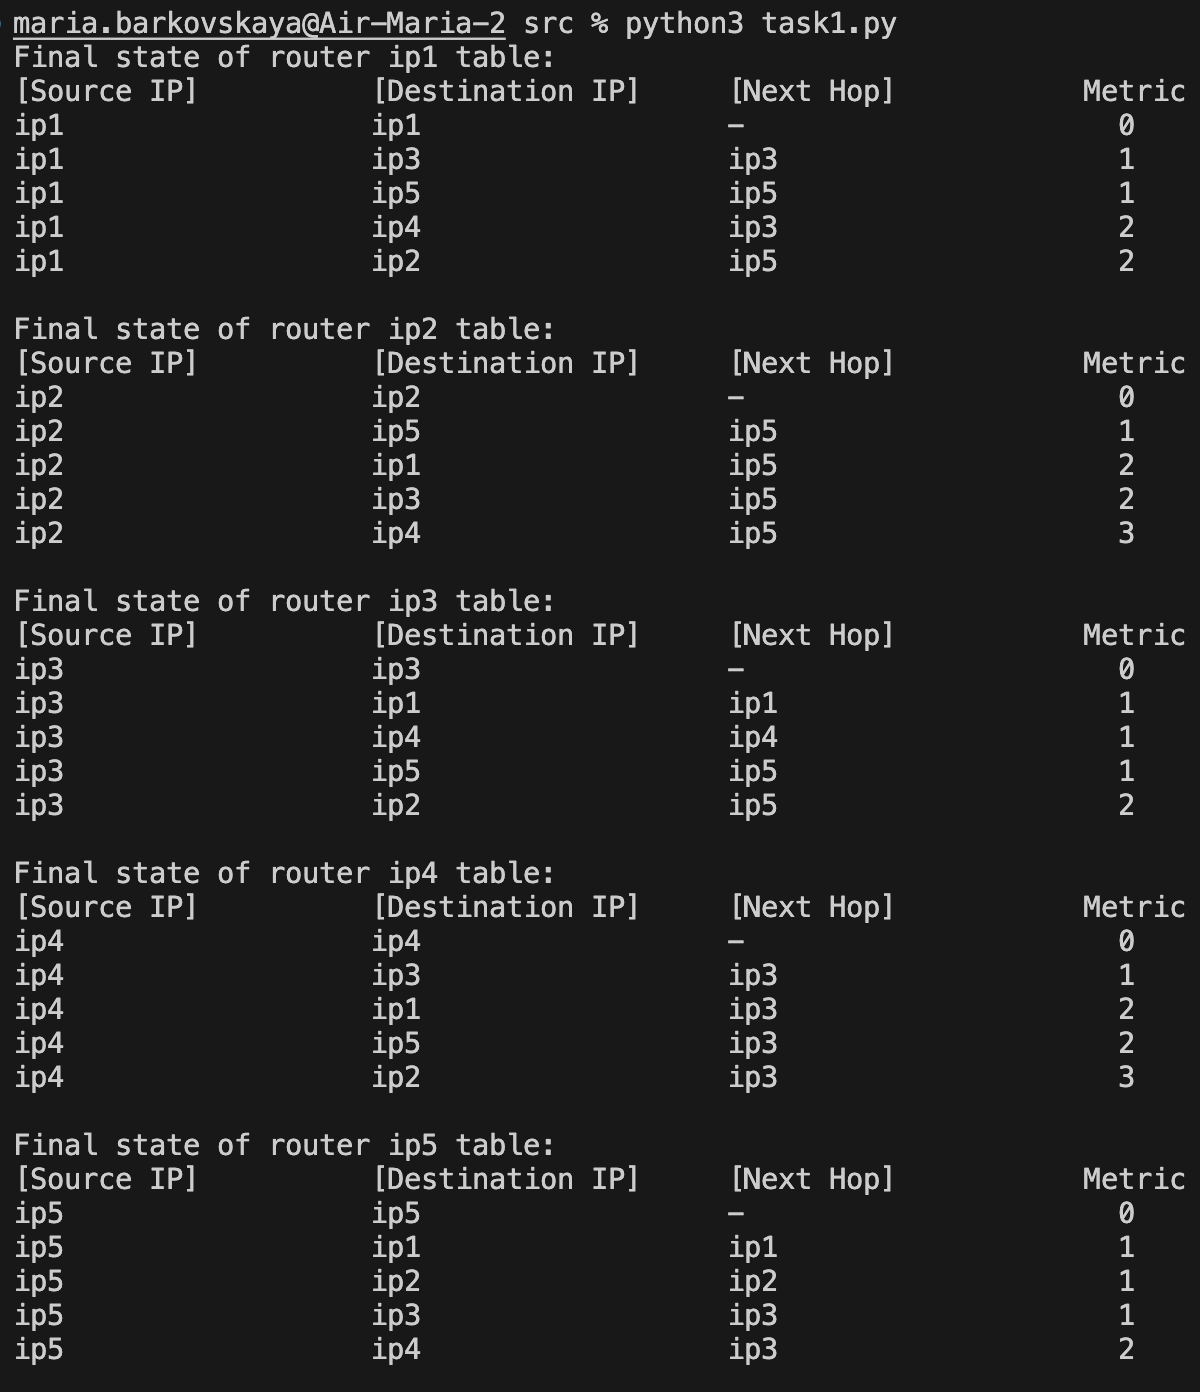 maria.barkovskaya@Air-Maria-2 src % python3 task1.py
Final state of router ip1 table:
[Source IP] [Destination IP] [Next Hop] Metric
ip1 ip1 - 0
ip1 ip3 ip3 1
ip1 ip5 ip5 1
ip1 ip4 ip3 2
ip1 ip2 ip5 2
Final state of router ip2 table:
[Source IP] [Destination IP] [Next Hop] Metric
ip2 ip2 - 0
ip2 ip5 ip5 1
ip2 ip1 ip5 2
ip2 ip3 ip5 2
ip2 ip4 ip5 3
Final state of router ip3 table:
[Source IP] [Destination IP] [Next Hop] Metric
ip3 ip3 - 0
ip3 ip1 ip1 1
ip3 ip4 ip4 1
ip3 ip5 ip5 1
ip3 ip2 ip5 2
Final state of router ip4 table:
[Source IP] [Destination IP] [Next Hop] Metric
ip4 ip4 - 0
ip4 ip3 ip3 1
ip4 ip1 ip3 2
ip4 ip5 ip3 2
ip4 ip2 ip3 3
Final state of router ip5 table:
[Source IP] [Destination IP] [Next Hop] Metric
ip5 ip5 - 0
ip5 ip1 ip1 1
ip5 ip2 ip2 1
ip5 ip3 ip3 1
ip5 ip4 ip3 2